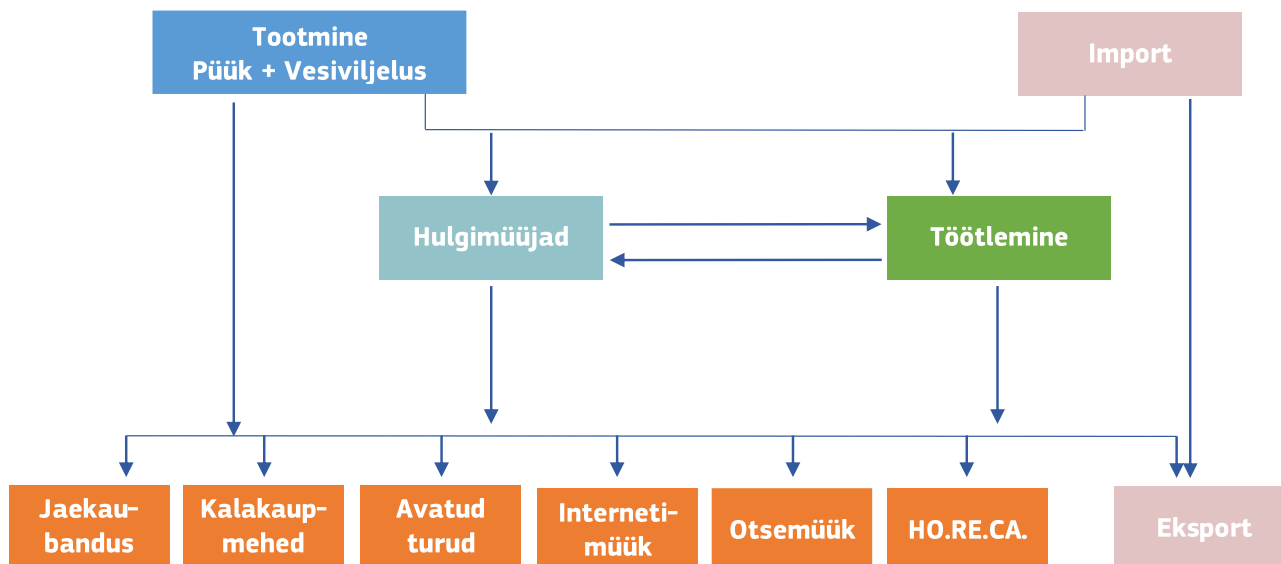 Tootmine
Püük + Vesiviljelus
Import
Hulgimüüjad
Töötlemine
Jaekau-
bandus
Kalakaup-
mehed
Avatud
turud
Interneti-
müük
Otsemüük
HO.RE.CA.
Eksport